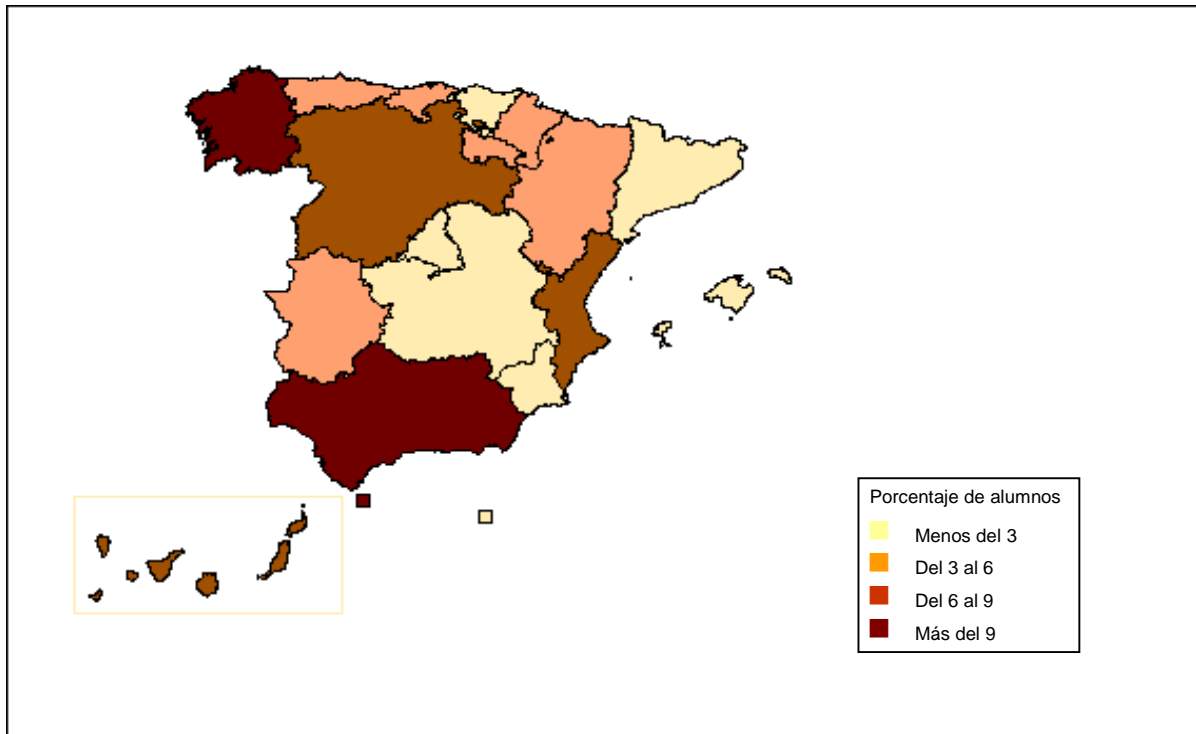 Porcentaje de alumnos
Menos del 3
Del 3 al 6
Del 6 al 9
Más del 9